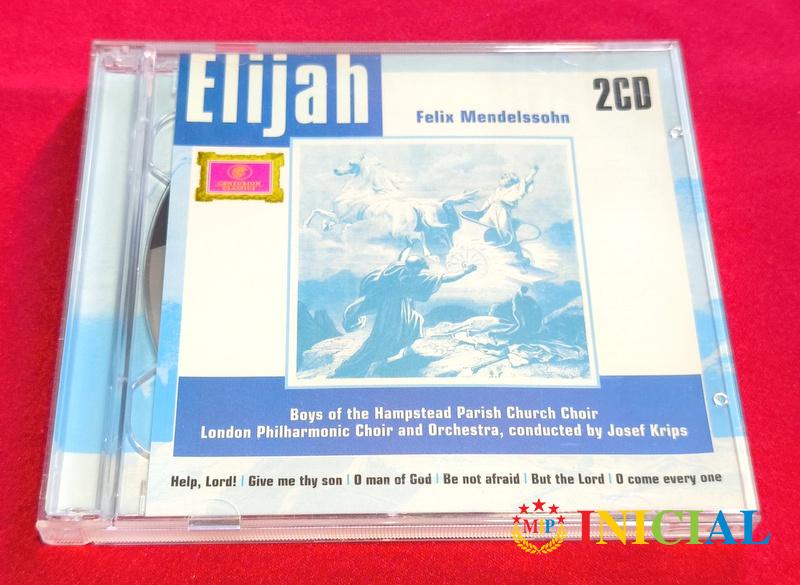 Elijah
Felix Mendelssohn
2CD
CENTURION
CLASSICS
Boys of the Hampstead Parish Church Choir
London Philharmonic Choir and Orchestra, conducted by Josef Krips
Help, Lord! | Give me thy son | O man of God | Be not afraid | But the Lord | O come every one
MIP INICIAL